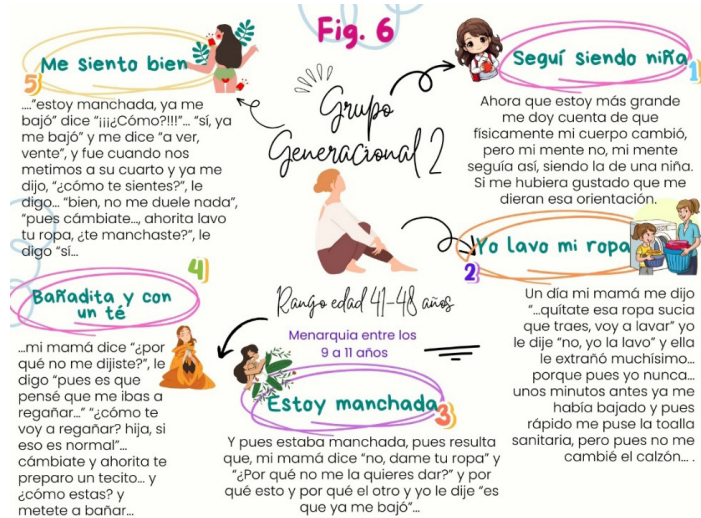 Fig. 6
Grupo
Generacional 2
Rango edad 41-48 años
Menarquia entre los
9 a 11 años
Seguí siendo niña
1
Ahora que estoy más grande
me doy cuenta de que
físicamente mi cuerpo cambió,
pero mi mente no, mi mente
seguía así, siendo la de una niña.
Si me hubiera gustado que me
dieran esa orientación.
Yo lavo mi ropa
2
Un día mi mamá me dijo
“...quítate esa ropa sucia
que traes, voy a lavar” yo
le dije “no, yo la lavo” y ella
le extrañó muchísimo...
porque pues yo nunca...
unos minutos antes ya me
había bajado y pues
rápido me puse la toalla
sanitaria, pero pues no me
cambié el calzón... .
Estoy manchada
3
Y pues estaba manchada, pues resulta
que, mi mamá dice “no, dame tu ropa” y
“¿Por qué no me la quieres dar?” y por
qué esto y por qué el otro y yo le dije “es
que ya me bajó”...
4
Bañadita y con
un té
...mi mamá dice “¿por
qué no me dijiste?”, le
digo “pues es que
pensé que me ibas a
regañar...” “¿cómo te
voy a regañar? hija, si
eso es normal”...
cámbiate y ahorita te
preparo un tecito... y
¿cómo estas? y
metete a bañar...
5
Me siento bien
....”estoy manchada, ya me
bajó” dice “¡¡¡¿Cómo?!!!”... “sí, ya
me bajó” y me dice “a ver,
vente”, y fue cuando nos
metimos a su cuarto y ya me
dijo, “¿cómo te sientes?”, le
digo... “bien, no me duele nada”,
“pues cámbiate..., ahorita lavo
tu ropa, ¿te manchaste?”, le
digo “sí...